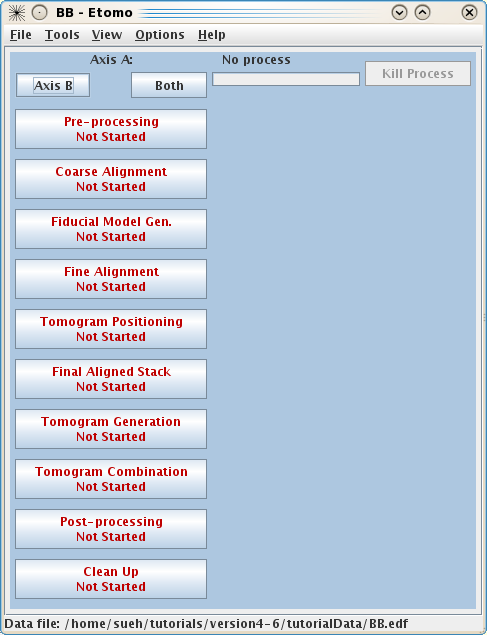 BB - Etomo
File Tools View Options Help
Axis A: No process
Axis B Both Kill Process
Pre-processing
Not Started
Coarse Alignment
Not Started
Fiducial Model Gen.
Not Started
Fine Alignment
Not Started
Tomogram Positioning
Not Started
Final Aligned Stack
Not Started
Tomogram Generation
Not Started
Tomogram Combination
Not Started
Post-processing
Not Started
Clean Up
Not Started
Data file: /home/sueh/tutorials/version4-6/tutorialData/BB.edf